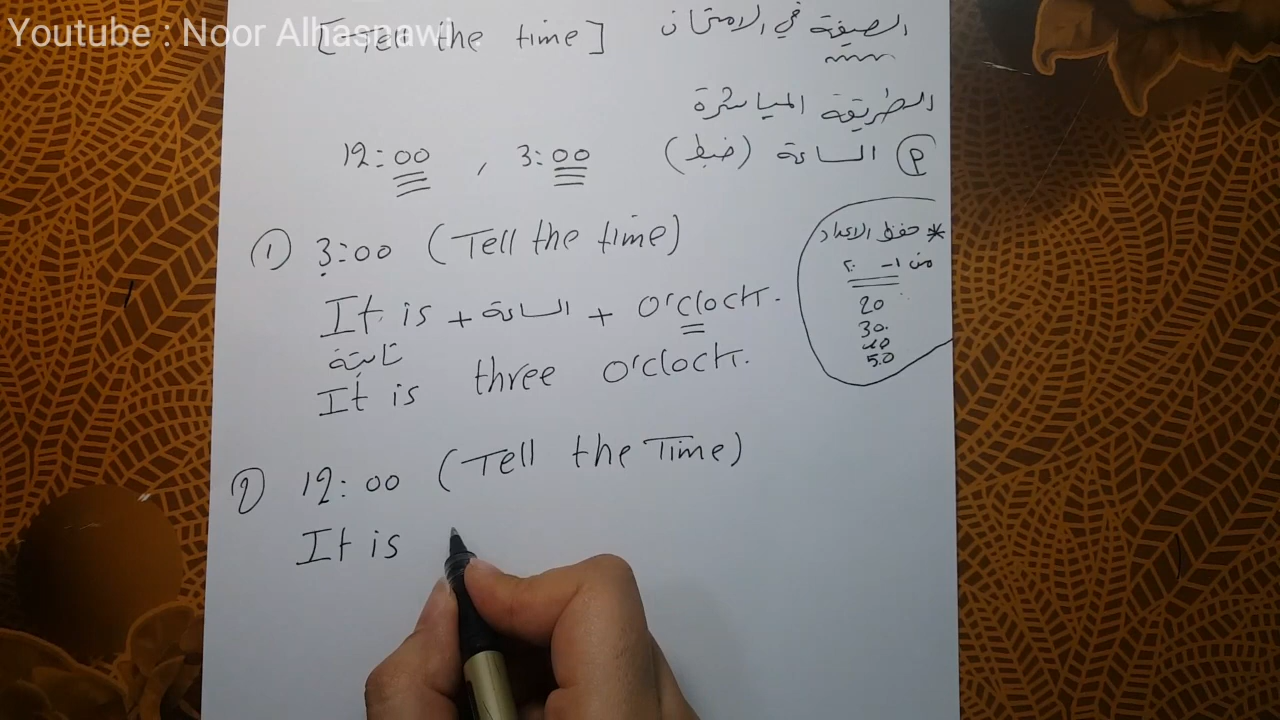 Youtube : Noor Alhasnawi .
[Tell the time] الصيغة في الامتحان
الطريقة المباشرة
12:00 , 3:00 (ضبط) الساعة
① 3:00 (Tell the time)
It is + الساعة + O'clock.
ثابتة
It is three O'clock.
② 12:00 (Tell the Time)
It is
* حفظ الاعداد
من ١- ٢٠
20
30
40
50